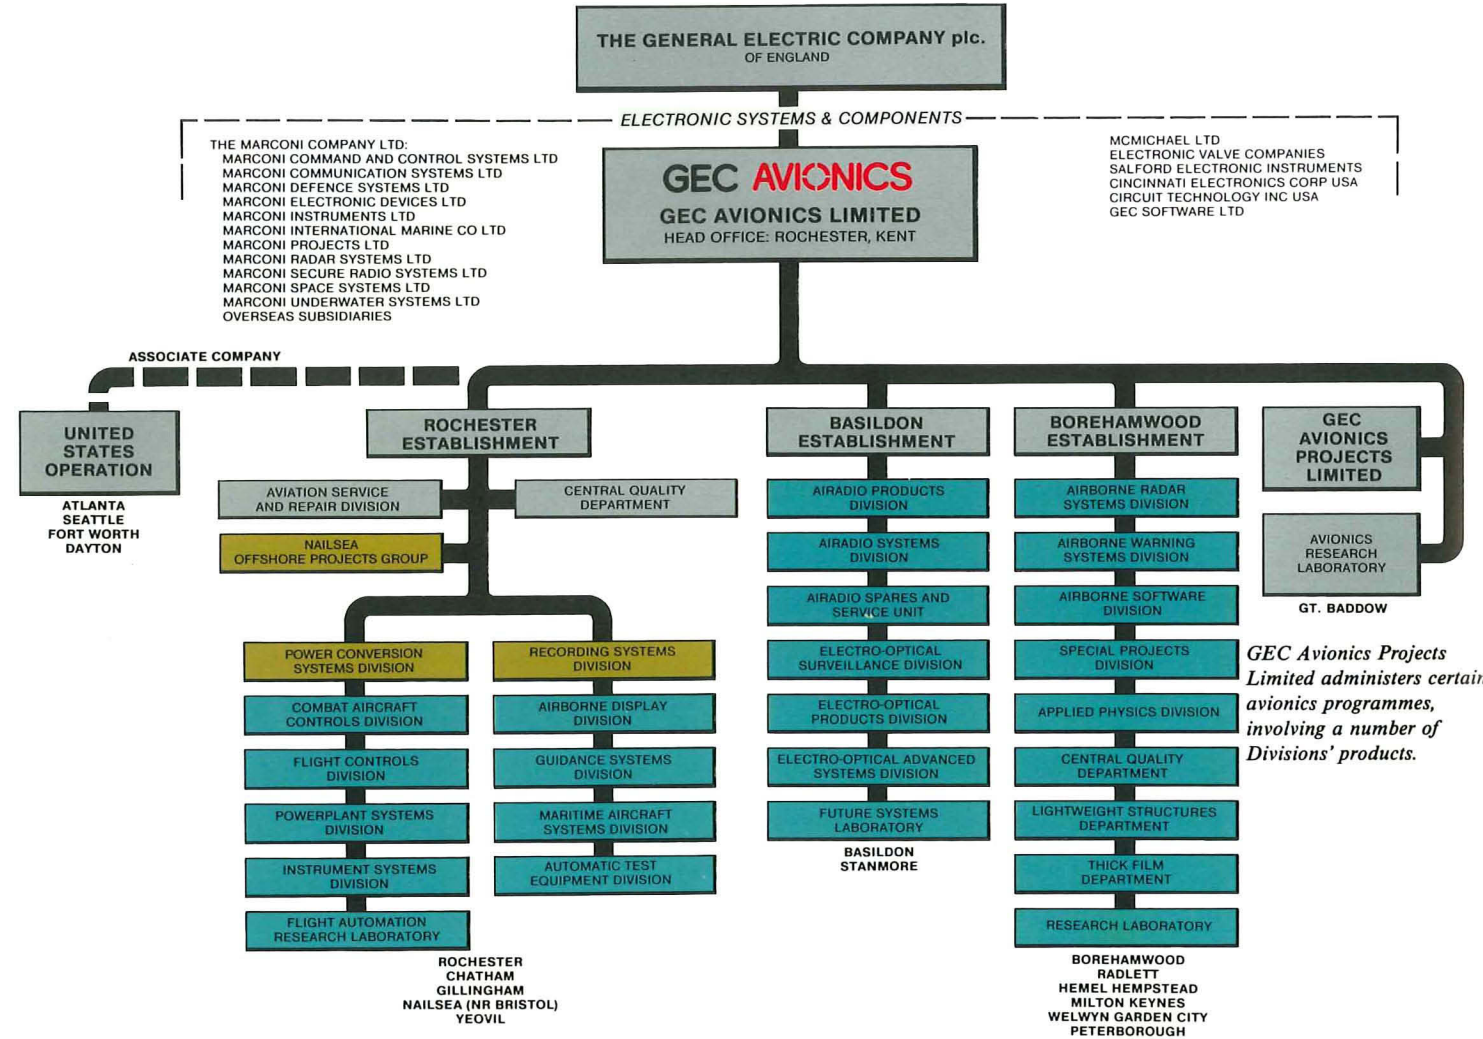 THE GENERAL ELECTRIC COMPANY plc.
OF ENGLAND
ELECTRONIC SYSTEMS & COMPONENTS
THE MARCONI COMPANY LTD:
MARCONI COMMAND AND CONTROL SYSTEMS LTD
MARCONI COMMUNICATION SYSTEMS LTD
MARCONI DEFENCE SYSTEMS LTD
MARCONI ELECTRONIC DEVICES LTD
MARCONI INSTRUMENTS LTD
MARCONI INTERNATIONAL MARINE CO LTD
MARCONI PROJECTS LTD
MARCONI RADAR SYSTEMS LTD
MARCONI SECURE RADIO SYSTEMS LTD
MARCONI SPACE SYSTEMS LTD
MARCONI UNDERWATER SYSTEMS LTD
OVERSEAS SUBSIDIARIES
GEC AVIONICS
GEC AVIONICS LIMITED
HEAD OFFICE: ROCHESTER, KENT
MCMICHAEL LTD
ELECTRONIC VALVE COMPANIES
SALFORD ELECTRONIC INSTRUMENTS
CINCINNATI ELECTRONICS CORP USA
CIRCUIT TECHNOLOGY INC USA
GEC SOFTWARE LTD
ASSOCIATE COMPANY
UNITED
STATES
OPERATION
ATLANTA
SEATTLE
FORT WORTH
DAYTON
ROCHESTER
ESTABLISHMENT
AVIATION SERVICE
AND REPAIR DIVISION
CENTRAL QUALITY
DEPARTMENT
NAILSEA
OFFSHORE PROJECTS GROUP
POWER CONVERSION
SYSTEMS DIVISION
COMBAT AIRCRAFT
CONTROLS DIVISION
FLIGHT CONTROLS
DIVISION
POWERPLANT SYSTEMS
DIVISION
INSTRUMENT SYSTEMS
DIVISION
FLIGHT AUTOMATION
RESEARCH LABORATORY
RECORDING SYSTEMS
DIVISION
AIRBORNE DISPLAY
DIVISION
GUIDANCE SYSTEMS
DIVISION
MARITIME AIRCRAFT
SYSTEMS DIVISION
AUTOMATIC TEST
EQUIPMENT DIVISION
ROCHESTER
CHATHAM
GILLINGHAM
NAILSEA (NR BRISTOL)
YEOVIL
BASILDON
ESTABLISHMENT
AIRADIO PRODUCTS
DIVISION
AIRADIO SYSTEMS
DIVISION
AIRADIO SPARES AND
SERVICE UNIT
ELECTRO-OPTICAL
SURVEILLANCE DIVISION
ELECTRO-OPTICAL
PRODUCTS DIVISION
ELECTRO-OPTICAL ADVANCED
SYSTEMS DIVISION
FUTURE SYSTEMS
LABORATORY
BASILDON
STANMORE
BOREHAMWOOD
ESTABLISHMENT
AIRBORNE RADAR
SYSTEMS DIVISION
AIRBORNE WARNING
SYSTEMS DIVISION
AIRBORNE SOFTWARE
DIVISION
SPECIAL PROJECTS
DIVISION
APPLIED PHYSICS DIVISION
CENTRAL QUALITY
DEPARTMENT
LIGHTWEIGHT STRUCTURES
DEPARTMENT
THICK FILM
DEPARTMENT
RESEARCH LABORATORY
BOREHAMWOOD
RADLETT
HEMEL HEMPSTEAD
MILTON KEYNES
WELWYN GARDEN CITY
PETERBOROUGH
GEC
AVIONICS
PROJECTS
LIMITED
AVIONICS
RESEARCH
LABORATORY
GT. BADDOW
GEC Avionics Projects
Limited administers certain
avionics programmes,
involving a number of
Divisions' products.